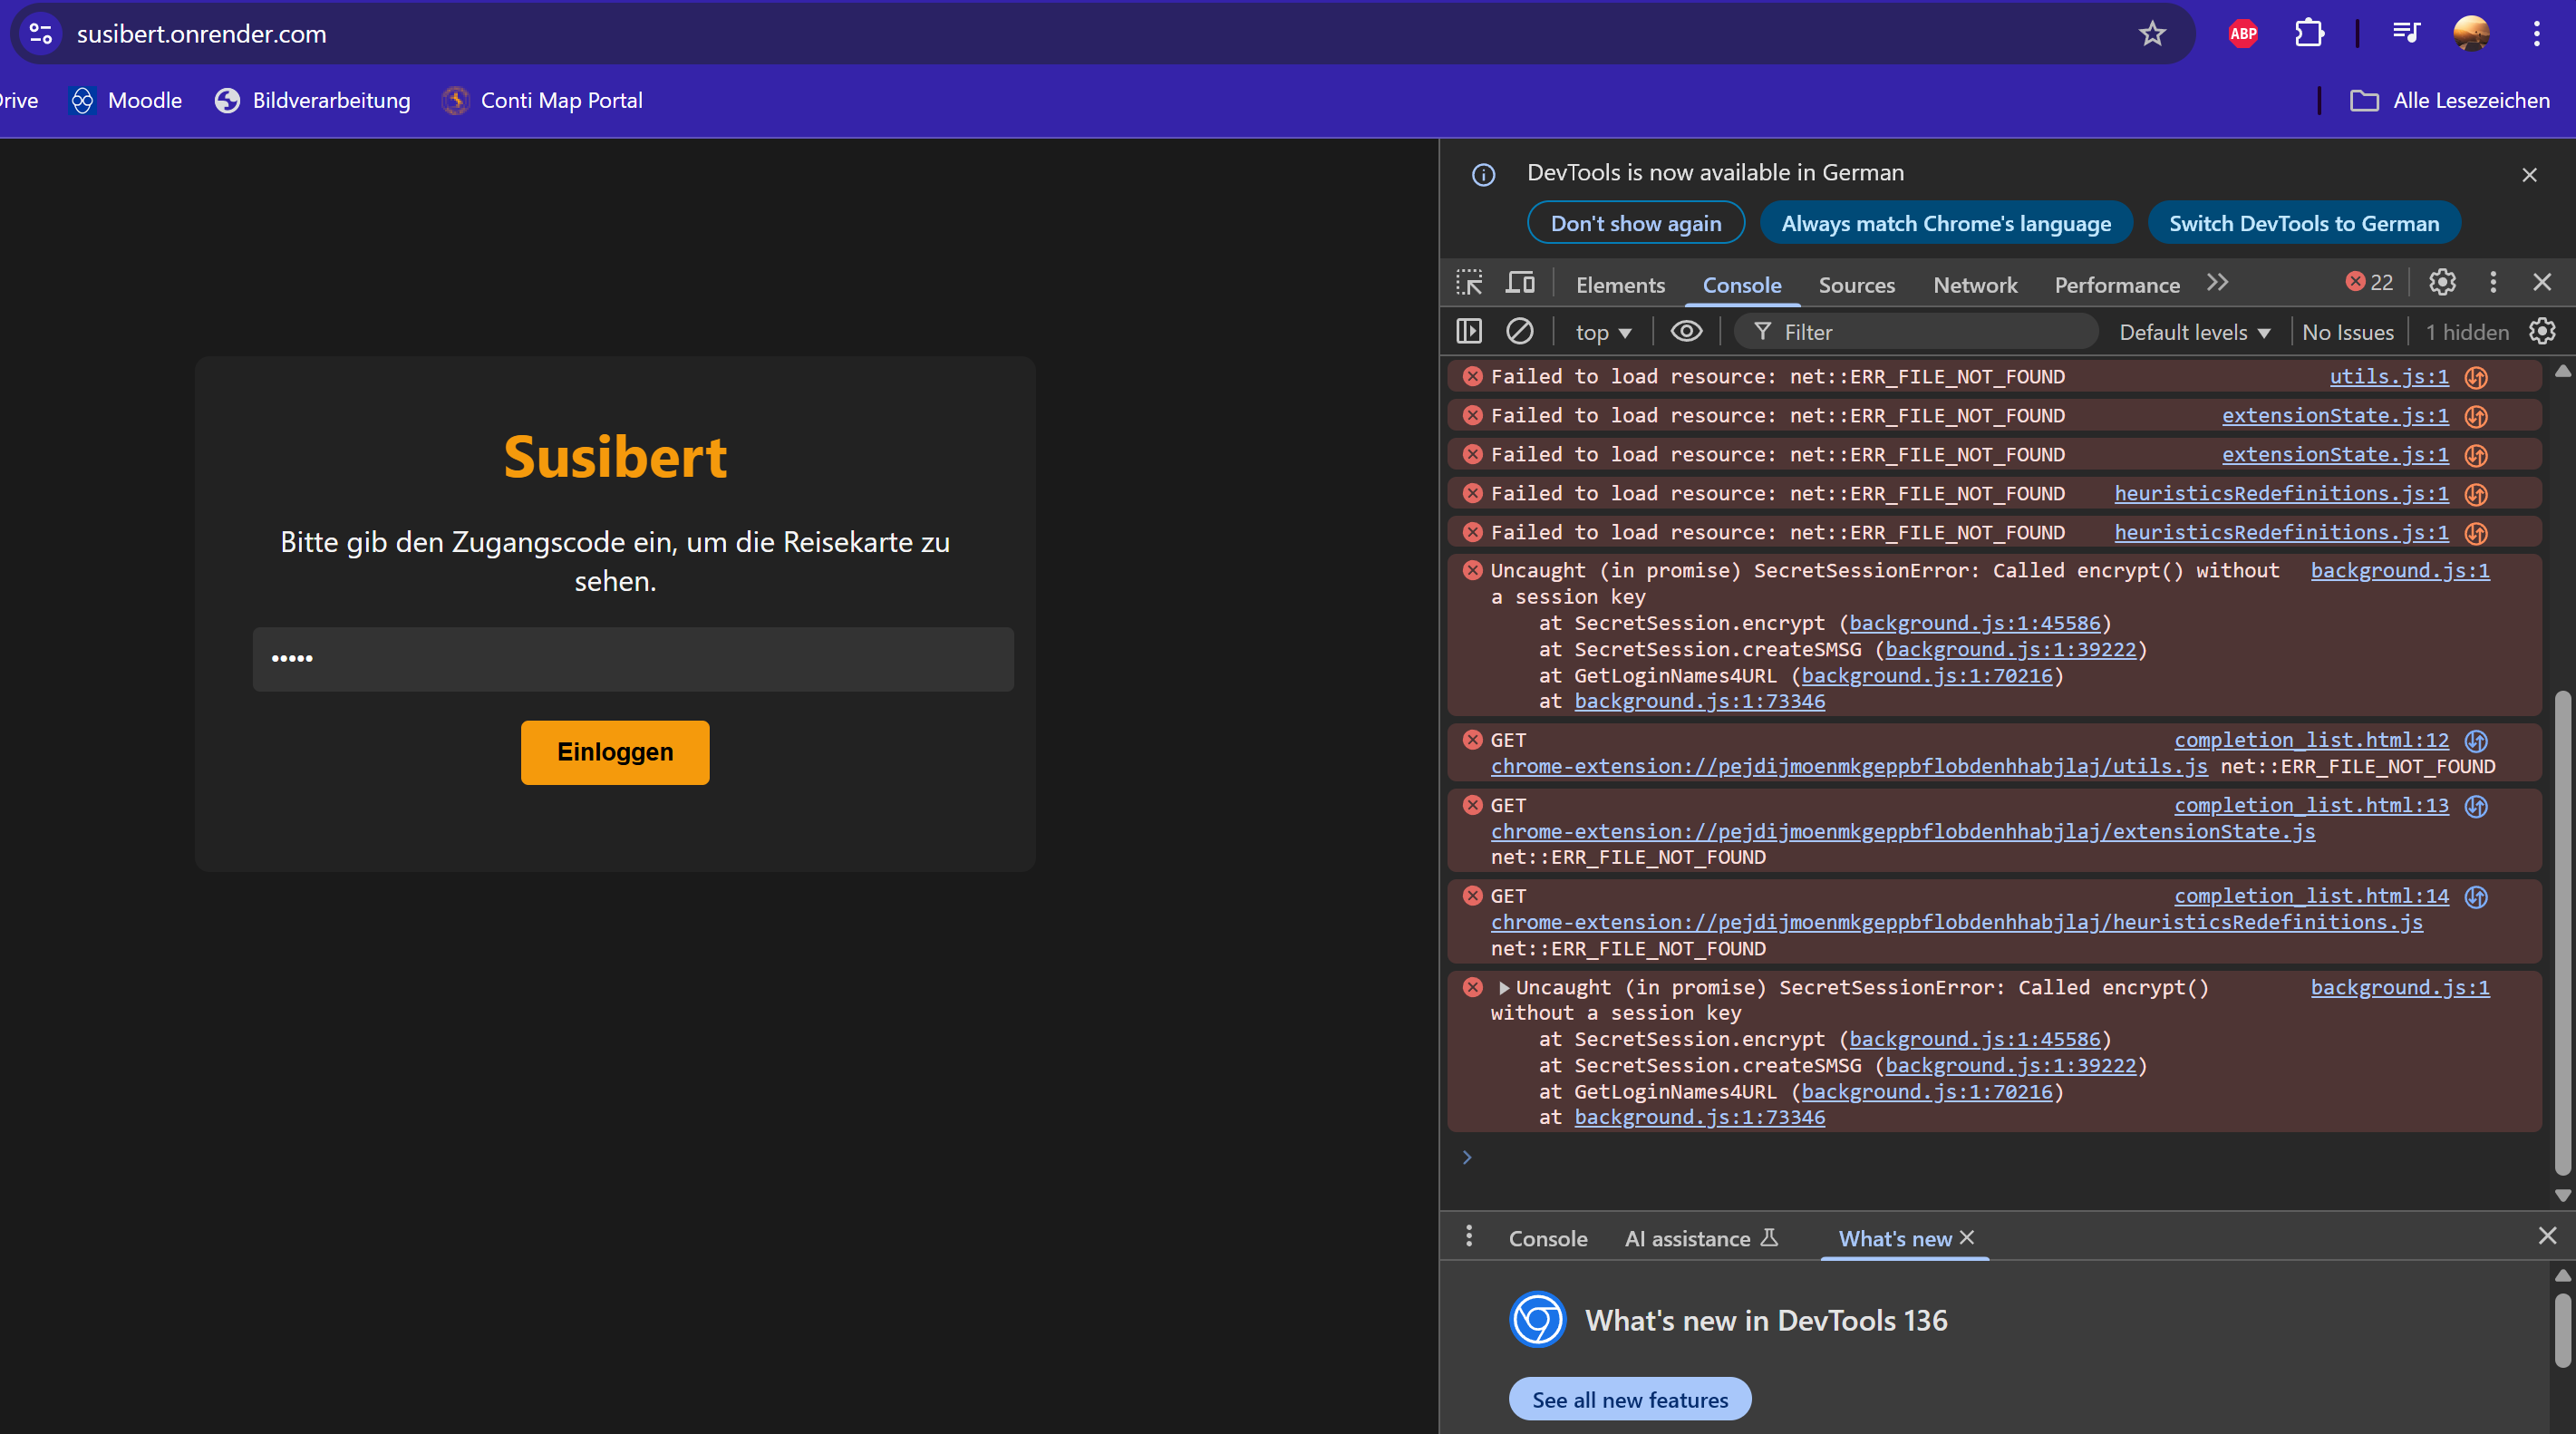 susibert.onrender.com
ABP
Drive
Moodle
Bildverarbeitung
Conti Map Portal
Alle Lesezeichen
Susibert
Bitte gib den Zugangscode ein, um die Reisekarte zu
sehen.
•••••
Einloggen
DevTools is now available in German
Don't show again
Always match Chrome's language
Switch DevTools to German
Elements
Console
Sources
Network
Performance
22
top
Filter
Default levels
No Issues
1 hidden
Failed to load resource: net::ERR_FILE_NOT_FOUND utils.js:1
Failed to load resource: net::ERR_FILE_NOT_FOUND extensionState.js:1
Failed to load resource: net::ERR_FILE_NOT_FOUND extensionState.js:1
Failed to load resource: net::ERR_FILE_NOT_FOUND heuristicsRedefinitions.js:1
Failed to load resource: net::ERR_FILE_NOT_FOUND heuristicsRedefinitions.js:1
Uncaught (in promise) SecretSessionError: Called encrypt() without background.js:1
a session key
at SecretSession.encrypt (background.js:1:45586)
at SecretSession.createSMSG (background.js:1:39222)
at GetLoginNames4URL (background.js:1:70216)
at background.js:1:73346
GET completion_list.html:12
chrome-extension://pejdijmoenmkgeppbflobdenhhabjlaj/utils.js net::ERR_FILE_NOT_FOUND
GET completion_list.html:13
chrome-extension://pejdijmoenmkgeppbflobdenhhabjlaj/extensionState.js
net::ERR_FILE_NOT_FOUND
GET completion_list.html:14
chrome-extension://pejdijmoenmkgeppbflobdenhhabjlaj/heuristicsRedefinitions.js
net::ERR_FILE_NOT_FOUND
Uncaught (in promise) SecretSessionError: Called encrypt() background.js:1
without a session key
at SecretSession.encrypt (background.js:1:45586)
at SecretSession.createSMSG (background.js:1:39222)
at GetLoginNames4URL (background.js:1:70216)
at background.js:1:73346
Console
AI assistance
What's new
What's new in DevTools 136
See all new features